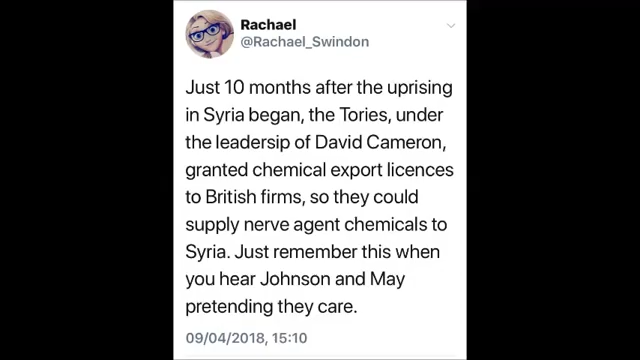 Rachael
@Rachael_Swindon
Just 10 months after the uprising
in Syria began, the Tories, under
the leadersip of David Cameron,
granted chemical export licences
to British firms, so they could
supply nerve agent chemicals to
Syria. Just remember this when
you hear Johnson and May
pretending they care.
09/04/2018, 15:10